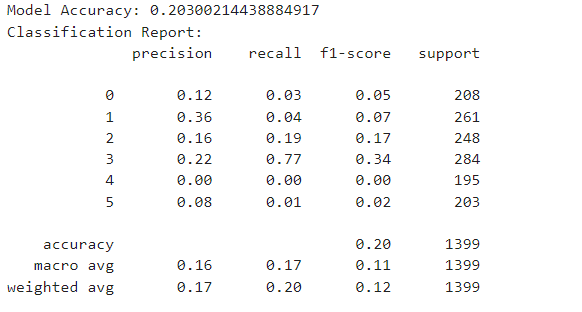 Model Accuracy: 0.20300214438884917
Classification Report:
precision recall f1-score support
0 0.12 0.03 0.05 208
1 0.36 0.04 0.07 261
2 0.16 0.19 0.17 248
3 0.22 0.77 0.34 284
4 0.00 0.00 0.00 195
5 0.08 0.01 0.02 203
accuracy 0.20 1399
macro avg 0.16 0.17 0.11 1399
weighted avg 0.17 0.20 0.12 1399